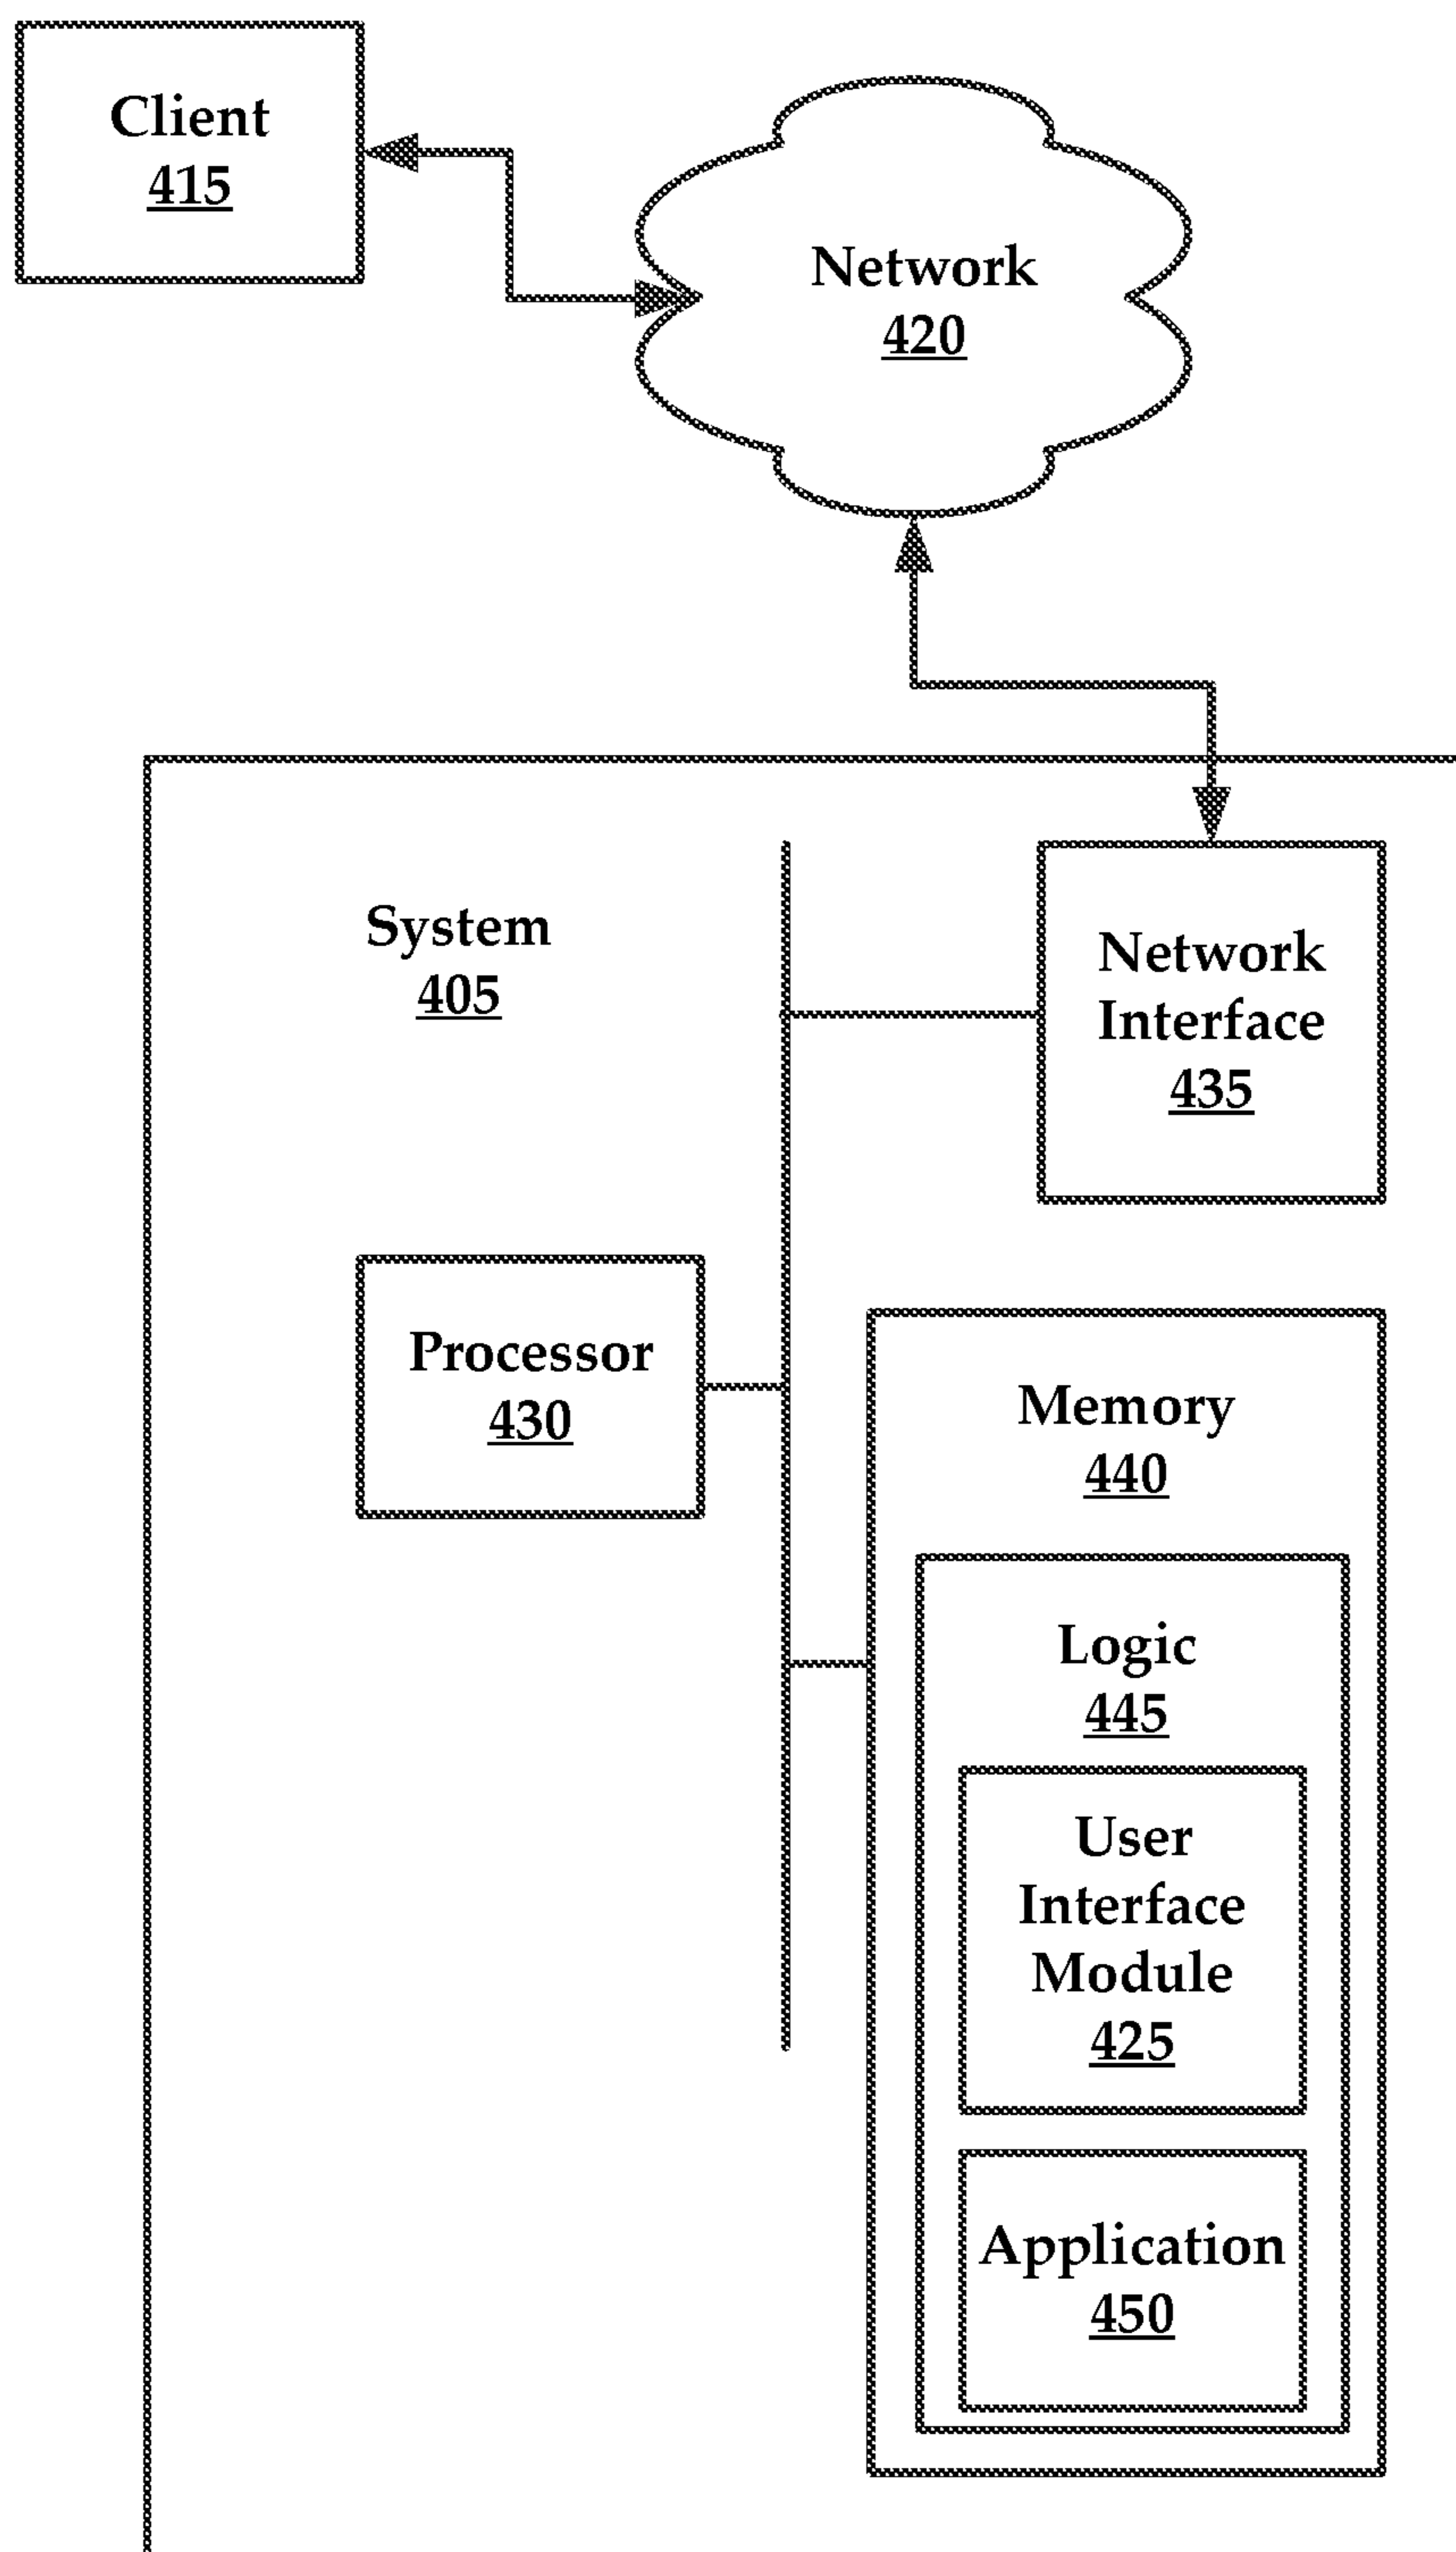 Client
415
Network
420
System
405
Network
Interface
435
Processor
430
Memory
440
Logic
445
User
Interface
Module
425
Application
450